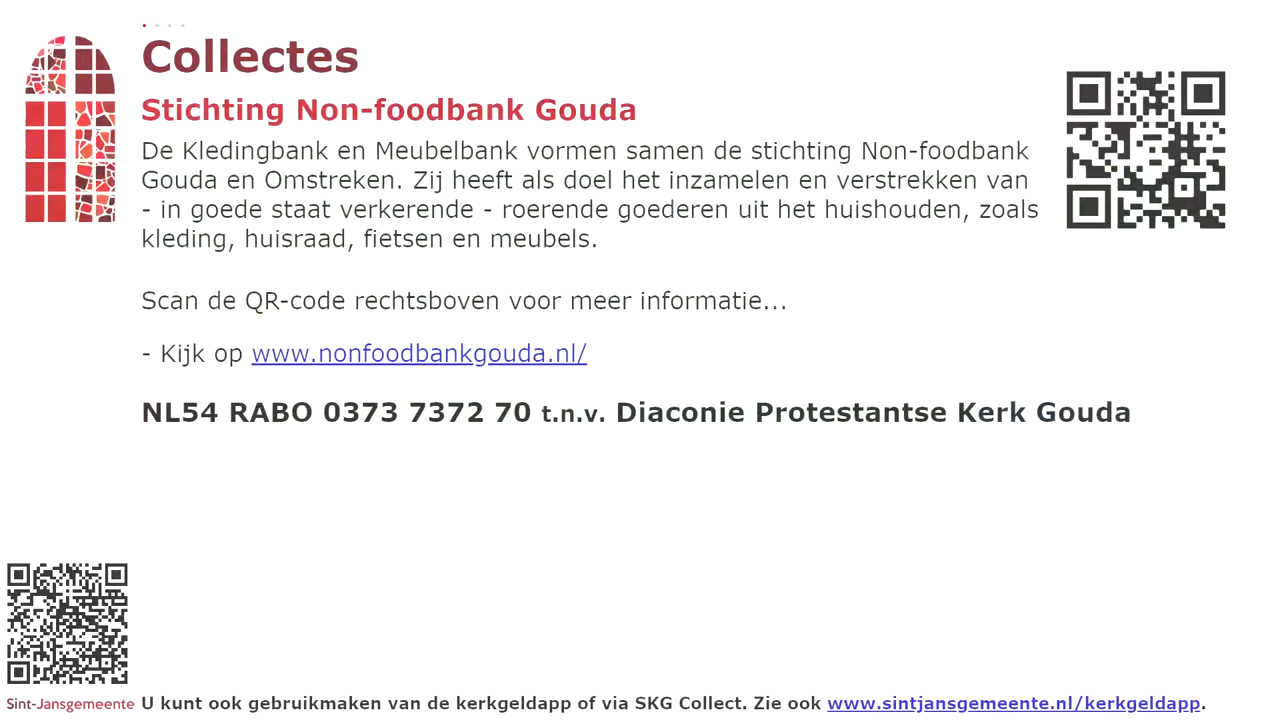 Collectes
Stichting Non-foodbank Gouda
De Kledingbank en Meubelbank vormen samen de stichting Non-foodbank
Gouda en Omstreken. Zij heeft als doel het inzamelen en verstrekken van
- in goede staat verkerende - roerende goederen uit het huishouden, zoals
kleding, huisraad, fietsen en meubels.
Scan de QR-code rechtsboven voor meer informatie...
- Kijk op www.nonfoodbankgouda.nl/
NL54 RABO 0373 7372 70 t.n.v. Diaconie Protestantse Kerk Gouda
Sint-Jansgemeente
U kunt ook gebruikmaken van de kerkgeldapp of via SKG Collect. Zie ook www.sintjansgemeente.nl/kerkgeldapp.